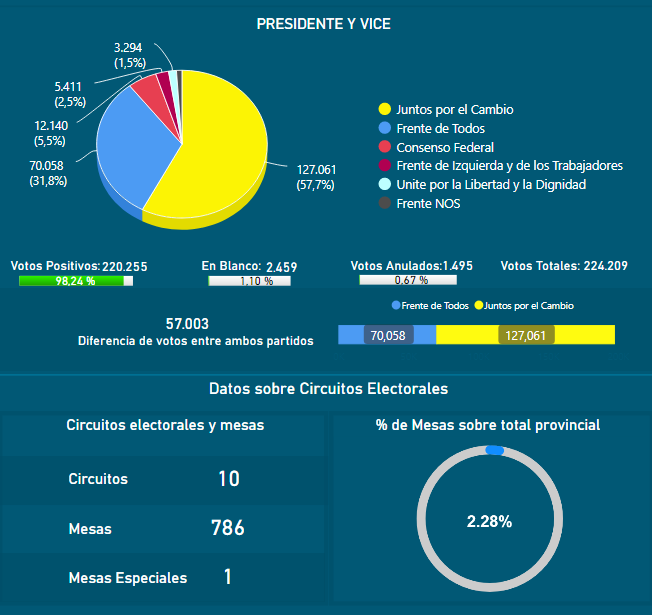 PRESIDENTE Y VICE
3.294
(1,5%)
5.411
(2,5%)
12.140
(5,5%)
70.058
(31,8%)
127.061
(57,7%)
Juntos por el Cambio
Frente de Todos
Consenso Federal
Frente de Izquierda y de los Trabajadores
Unite por la Libertad y la Dignidad
Frente NOS
Votos Positivos: 220.255
98,24 %
En Blanco: 2.459
1,10 %
Votos Anulados: 1.495
0.67 %
Votos Totales: 224.209
57.003
Diferencia de votos entre ambos partidos
Frente de Todos Juntos por el Cambio
70,058 127,061
Datos sobre Circuitos Electorales
Circuitos electorales y mesas
Circuitos 10
Mesas 786
Mesas Especiales 1
% de Mesas sobre total provincial
2.28%